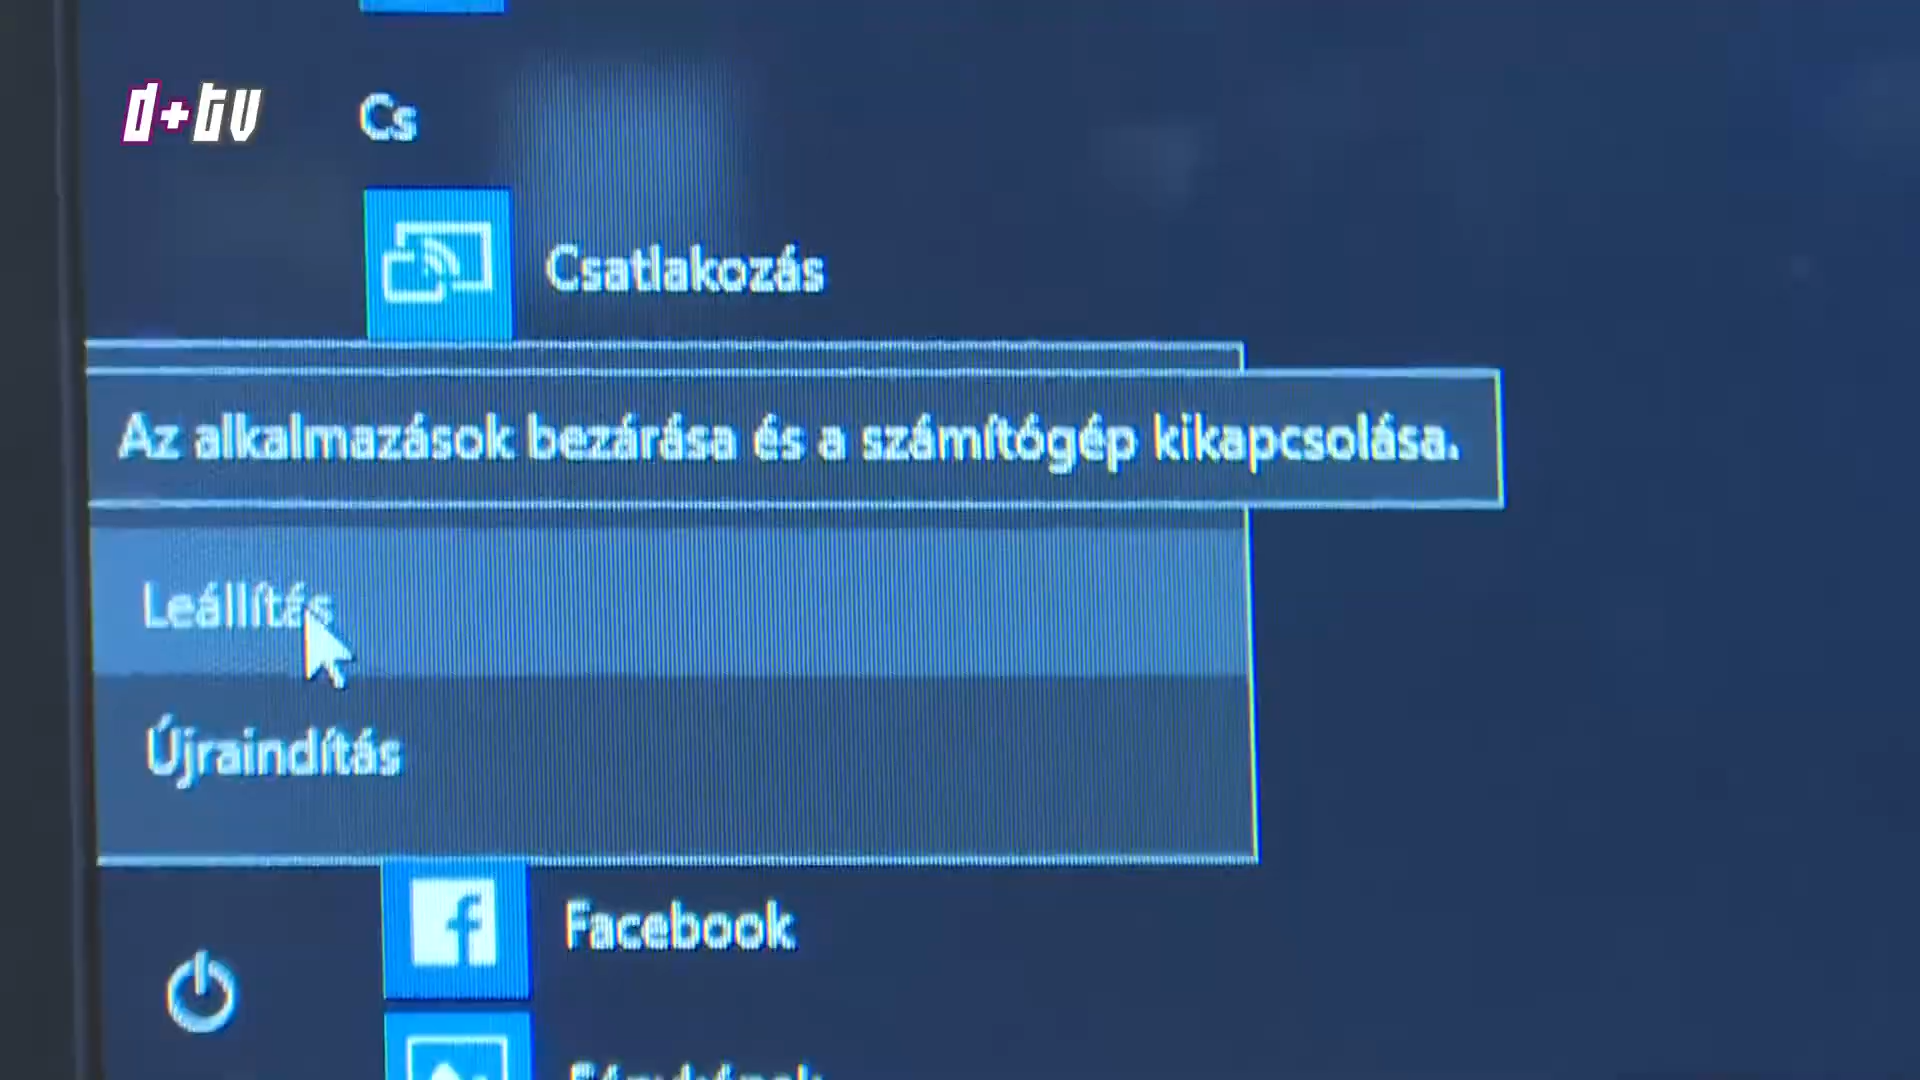 d+tv
Cs
Csatlakozás
Az alkalmazások bezárása és a számítógép kikapcsolása.
Leállítás
Újraindítás
Facebook